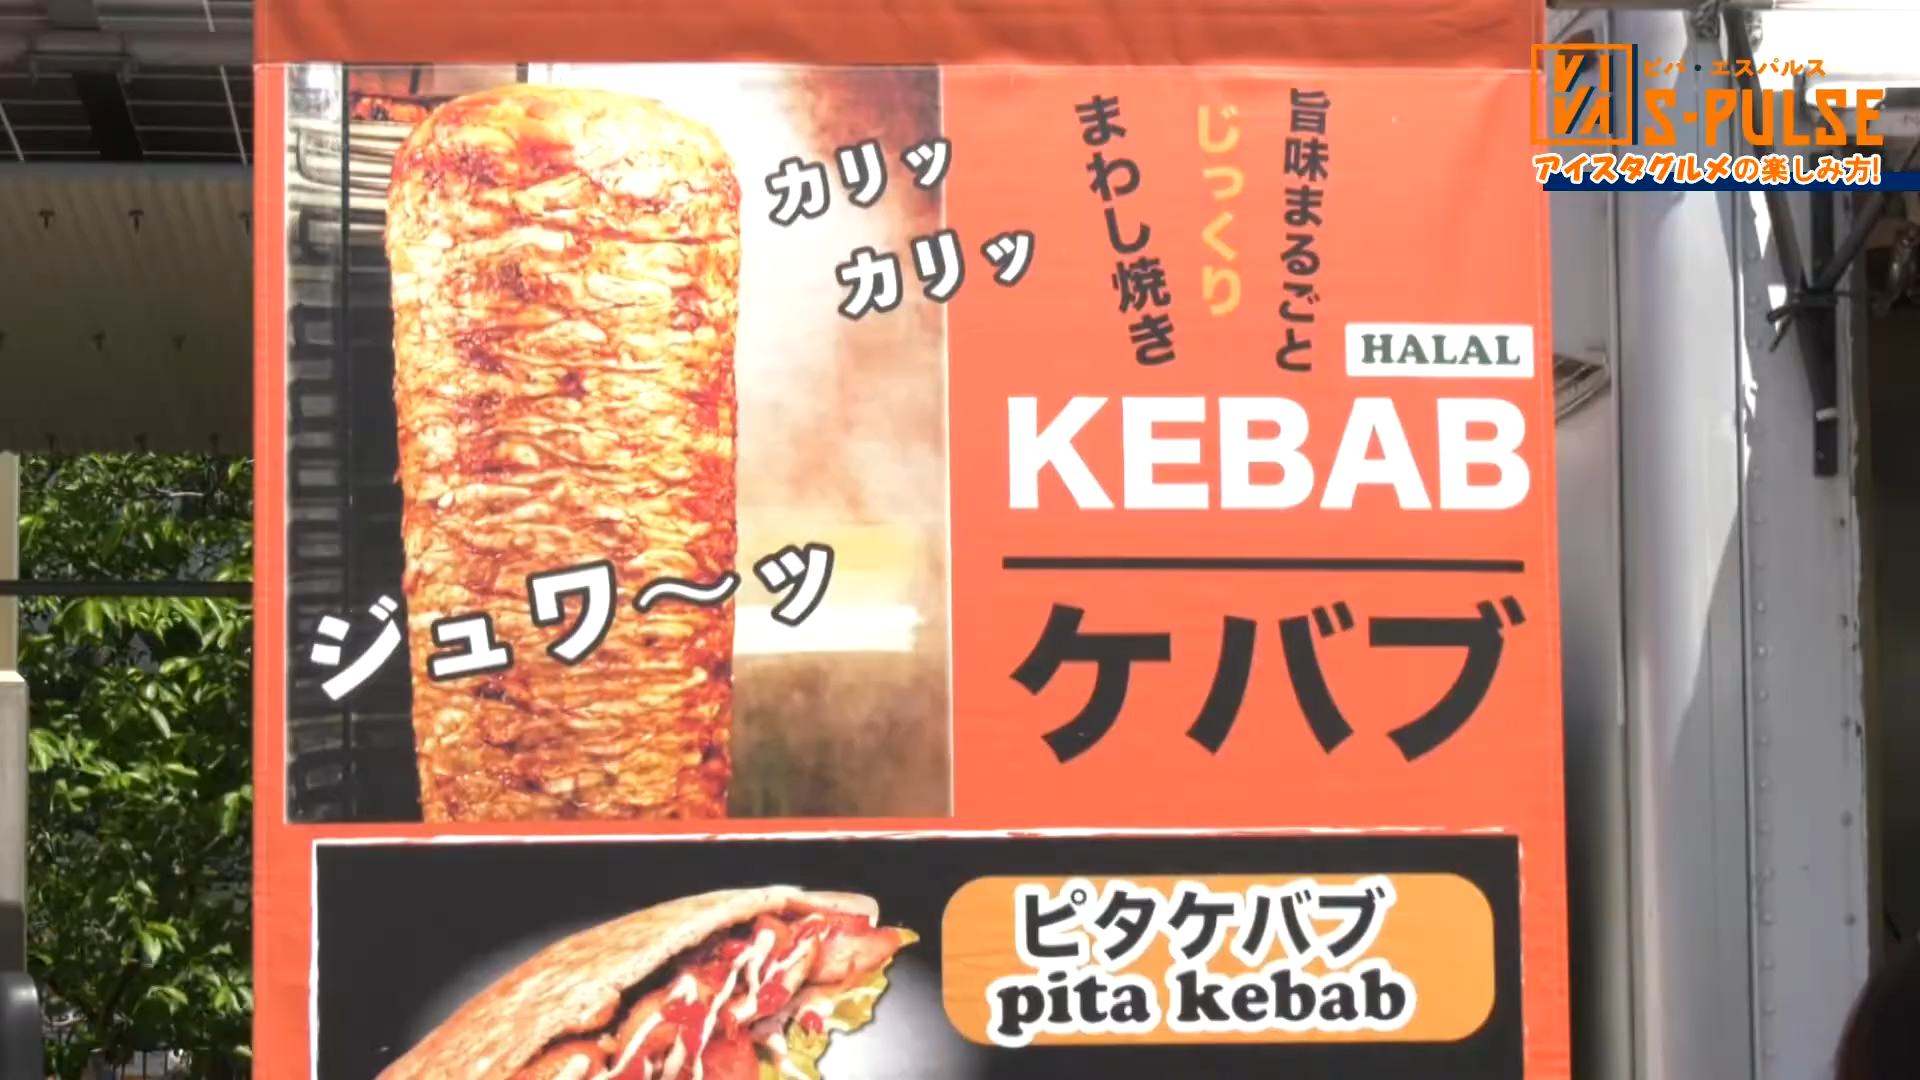 ビバ・エスパルス
VIVA
S-PULSE
アイスタグルメの楽しみ方!
旨味まるごと
じっくり
まわし焼き
カリッ
カリッ
ジュワ〜ッ
HALAL
KEBAB
ケバブ
ピタケバブ
pita kebab